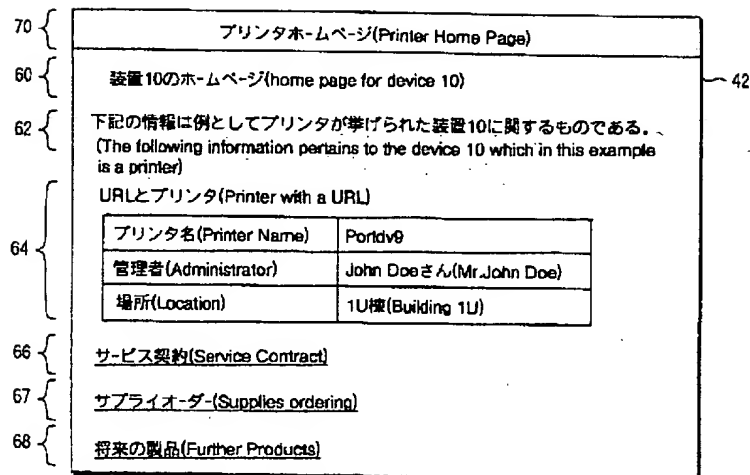 70 プリンタホームページ(Printer Home Page)
60 装置10のホームページ(home page for device 10) 42
62 下記の情報は例としてプリンタが挙げられた装置10に関するものである。
(The following information pertains to the device 10 which in this example
is a printer)
URLとプリンタ(Printer with a URL)
64
プリンタ名(Printer Name) Portdv9
管理者(Administrator) John Doeさん(Mr.John Doe)
場所(Location) 1U棟(Building 1U)
66 サービス契約(Service Contract)
67 サプライオーダー(Supplies ordering)
68 将来の製品(Further Products)